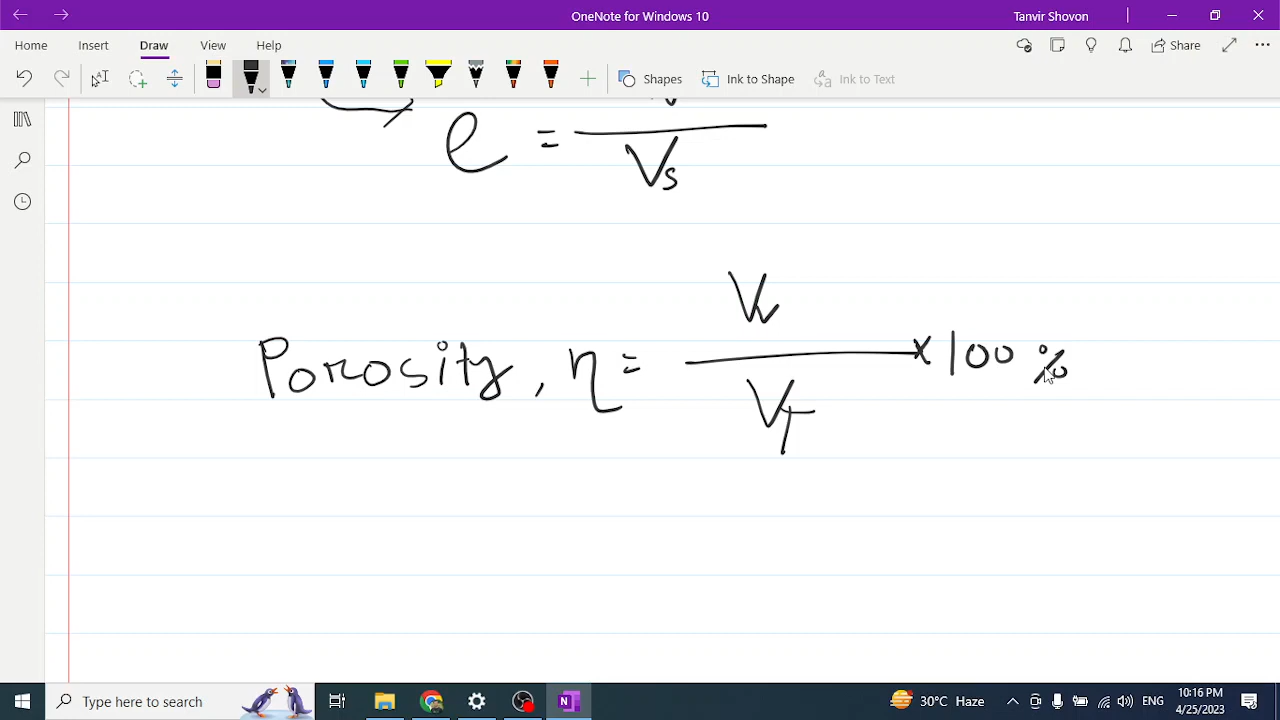 OneNote for Windows 10
Tanvir Shovon
Home Insert Draw View Help
Share
Shapes
Ink to Shape
Ink to Text
e = 
Vs
Vv
Porosity, η = × 100 %
VT
Type here to search
30°C Haze
ENG
10:16 PM
4/25/2023